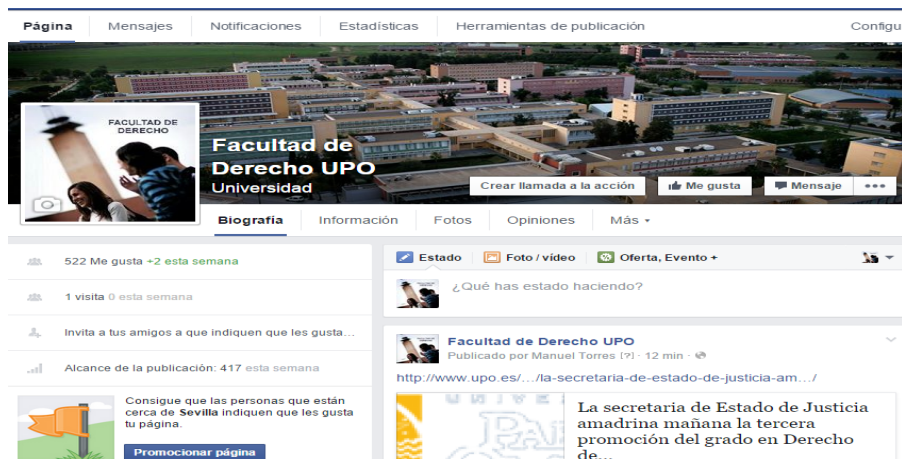 Página Mensajes Notificaciones Estadísticas Herramientas de publicación Configu
FACULTAD DE
DERECHO
Facultad de
Derecho UPO
Universidad
Crear llamada a la acción Me gusta Mensaje
Biografía Información Fotos Opiniones Más
522 Me gusta +2 esta semana
1 visita 0 esta semana
Invita a tus amigos a que indiquen que les gusta...
Alcance de la publicación: 417 esta semana
Consigue que las personas que están
cerca de Sevilla indiquen que les gusta
tu página.
Promocionar página
Estado Foto / vídeo Oferta, Evento +
¿Qué has estado haciendo?
Facultad de Derecho UPO
Publicado por Manuel Torres [?] · 12 min ·
http://www.upo.es/.../la-secretaria-de-estado-de-justicia-am.../
UNIVE
La secretaria de Estado de Justicia
amadrina mañana la tercera
promoción del grado en Derecho
de...